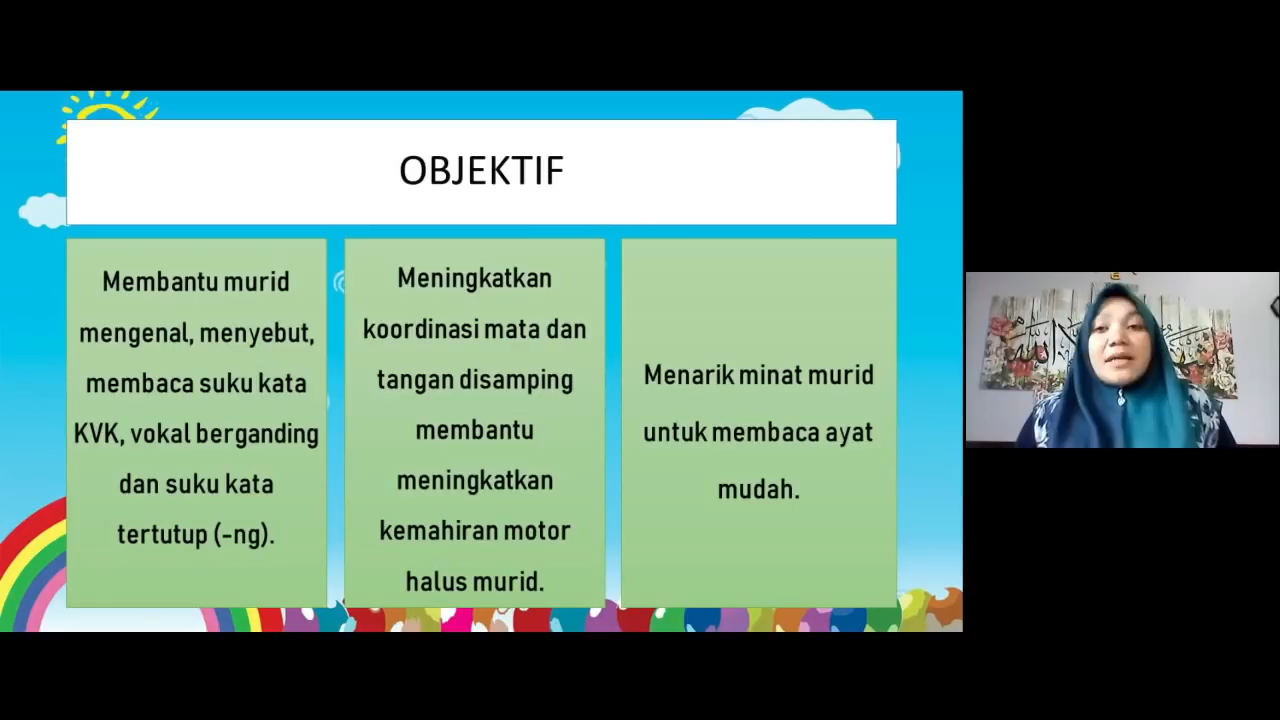 OBJEKTIF
Membantu murid
mengenal, menyebut,
membaca suku kata
KVK, vokal berganding
dan suku kata
tertutup (-ng).
Meningkatkan
koordinasi mata dan
tangan disamping
membantu
meningkatkan
kemahiran motor
halus murid.
Menarik minat murid
untuk membaca ayat
mudah.